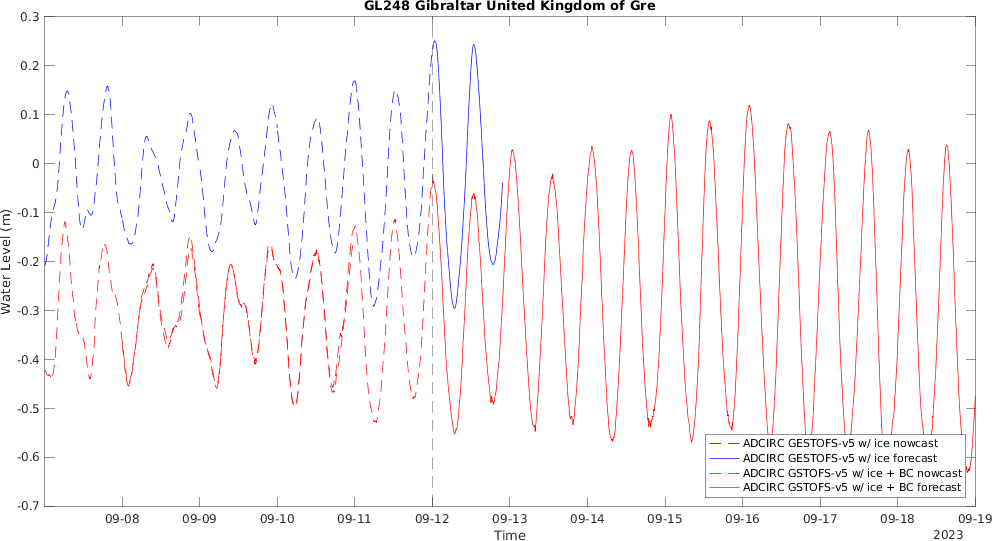 GL248 Gibraltar United Kingdom of Gre
0.3
0.2
0.1
0
-0.1
-0.2
-0.3
-0.4
-0.5
-0.6
-0.7
Water Level (m)
ADCIRC GESTOFS-v5 w/ ice nowcast
ADCIRC GESTOFS-v5 w/ ice forecast
ADCIRC GSTOFS-v5 w/ ice + BC nowcast
ADCIRC GSTOFS-v5 w/ ice + BC forecast
09-08 09-09 09-10 09-11 09-12 09-13 09-14 09-15 09-16 09-17 09-18 09-19
Time
2023